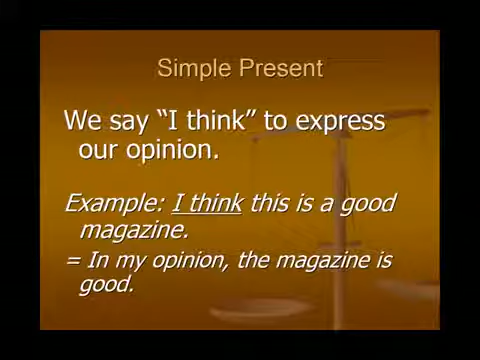 Simple Present
We say “I think” to express
our opinion.
Example: I think this is a good
magazine.
= In my opinion, the magazine is
good.